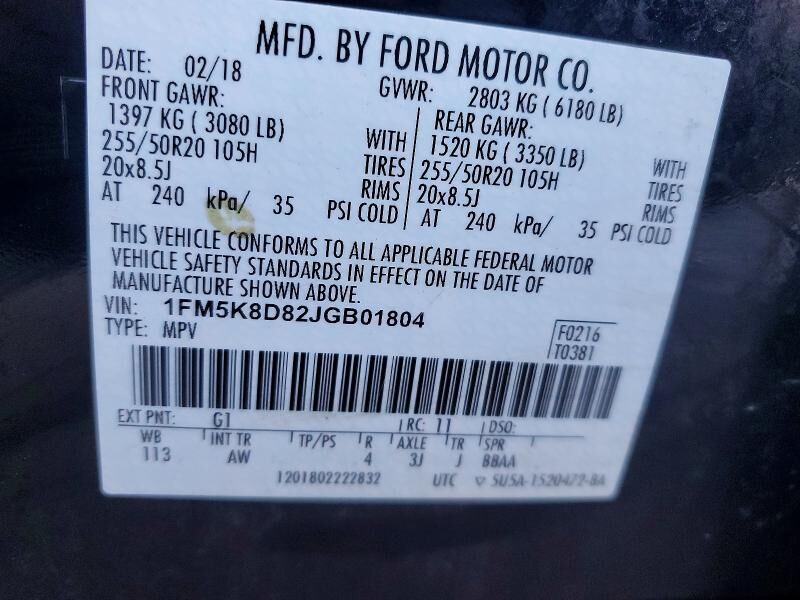 MFD. BY FORD MOTOR CO.
DATE: 02/18
GVWR: 2803 KG ( 6180 LB)
FRONT GAWR:
1397 KG ( 3080 LB) WITH
255/50R20 105H TIRES
20x8.5J RIMS
AT 240 kPa/ 35 PSI COLD
REAR GAWR:
1520 KG ( 3350 LB) WITH
255/50R20 105H TIRES
20x8.5J RIMS
AT 240 kPa/ 35 PSI COLD
THIS VEHICLE CONFORMS TO ALL APPLICABLE FEDERAL MOTOR
VEHICLE SAFETY STANDARDS IN EFFECT ON THE DATE OF
MANUFACTURE SHOWN ABOVE.
VIN: 1FM5K8D82JGB01804
TYPE: MPV
F0216
T0381
EXT PNT: G1 RC: 11 DSO:
WB INT TR TP/PS R AXLE TR SPR
113 AW 4 3J J BBAA
1201802222832 UTC ▽ SU5A-1520472-BA